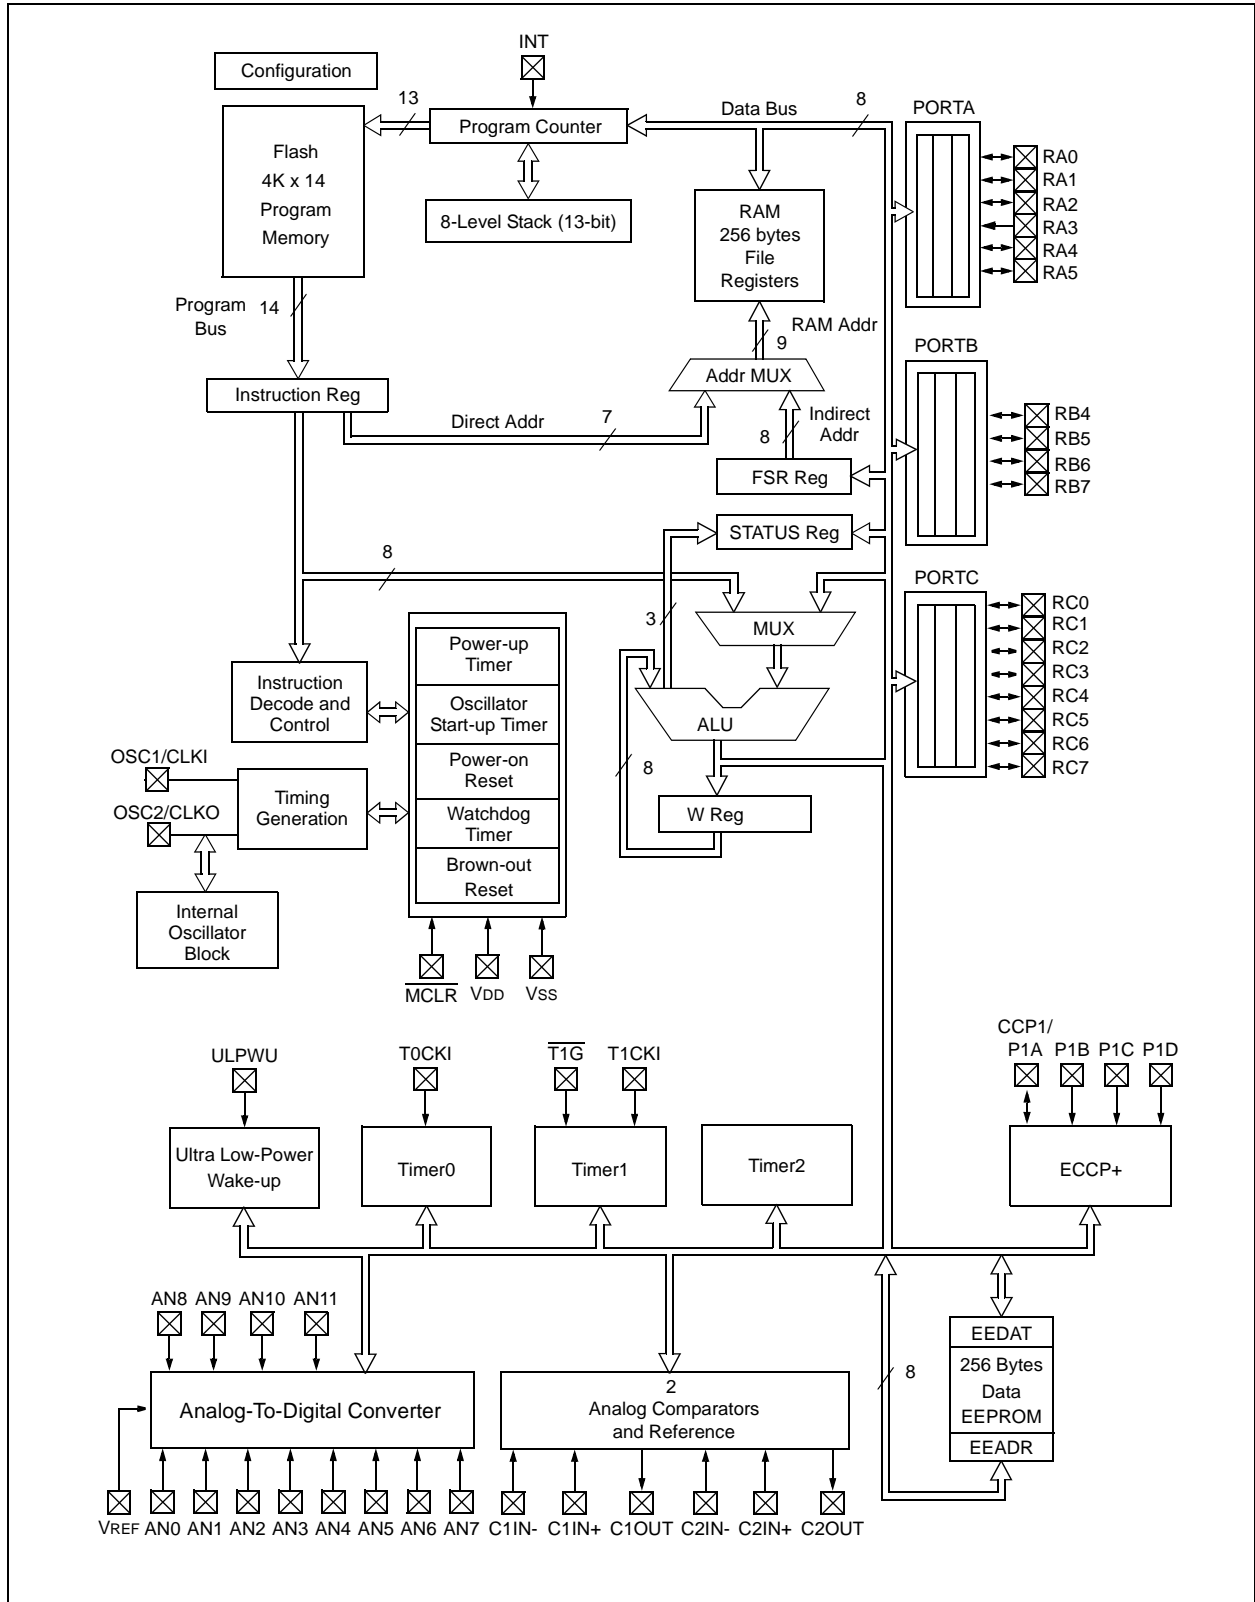 INT
Configuration
13
Program Counter
Data Bus
8
PORTA
Flash
4K x 14
Program
Memory
8-Level Stack (13-bit)
RAM
256 bytes
File
Registers
RA0
RA1
RA2
RA3
RA4
RA5
Program
Bus
14
RAM Addr
9
PORTB
Addr MUX
Instruction Reg
Direct Addr
7
Indirect
Addr
8
RB4
RB5
RB6
RB7
FSR Reg
STATUS Reg
8
PORTC
3
MUX
RC0
RC1
RC2
RC3
RC4
RC5
RC6
RC7
Power-up
Timer
Instruction
Decode and
Control
Oscillator
Start-up Timer
ALU
OSC1/CLKI
Power-on
Reset
8
Timing
Generation
OSC2/CLKO
Watchdog
Timer
W Reg
Brown-out
Reset
Internal
Oscillator
Block
MCLR
VDD
VSS
CCP1/
P1A
P1B
P1C
P1D
ULPWU
T0CKI
T1G
T1CKI
Ultra Low-Power
Wake-up
Timer0
Timer1
Timer2
ECCP+
AN8
AN9
AN10
AN11
EEDAT
256 Bytes
Data
EEPROM
EEADR
8
Analog-To-Digital Converter
2
Analog Comparators
and Reference
VREF
AN0
AN1
AN2
AN3
AN4
AN5
AN6
AN7
C1IN-
C1IN+
C1OUT
C2IN-
C2IN+
C2OUT